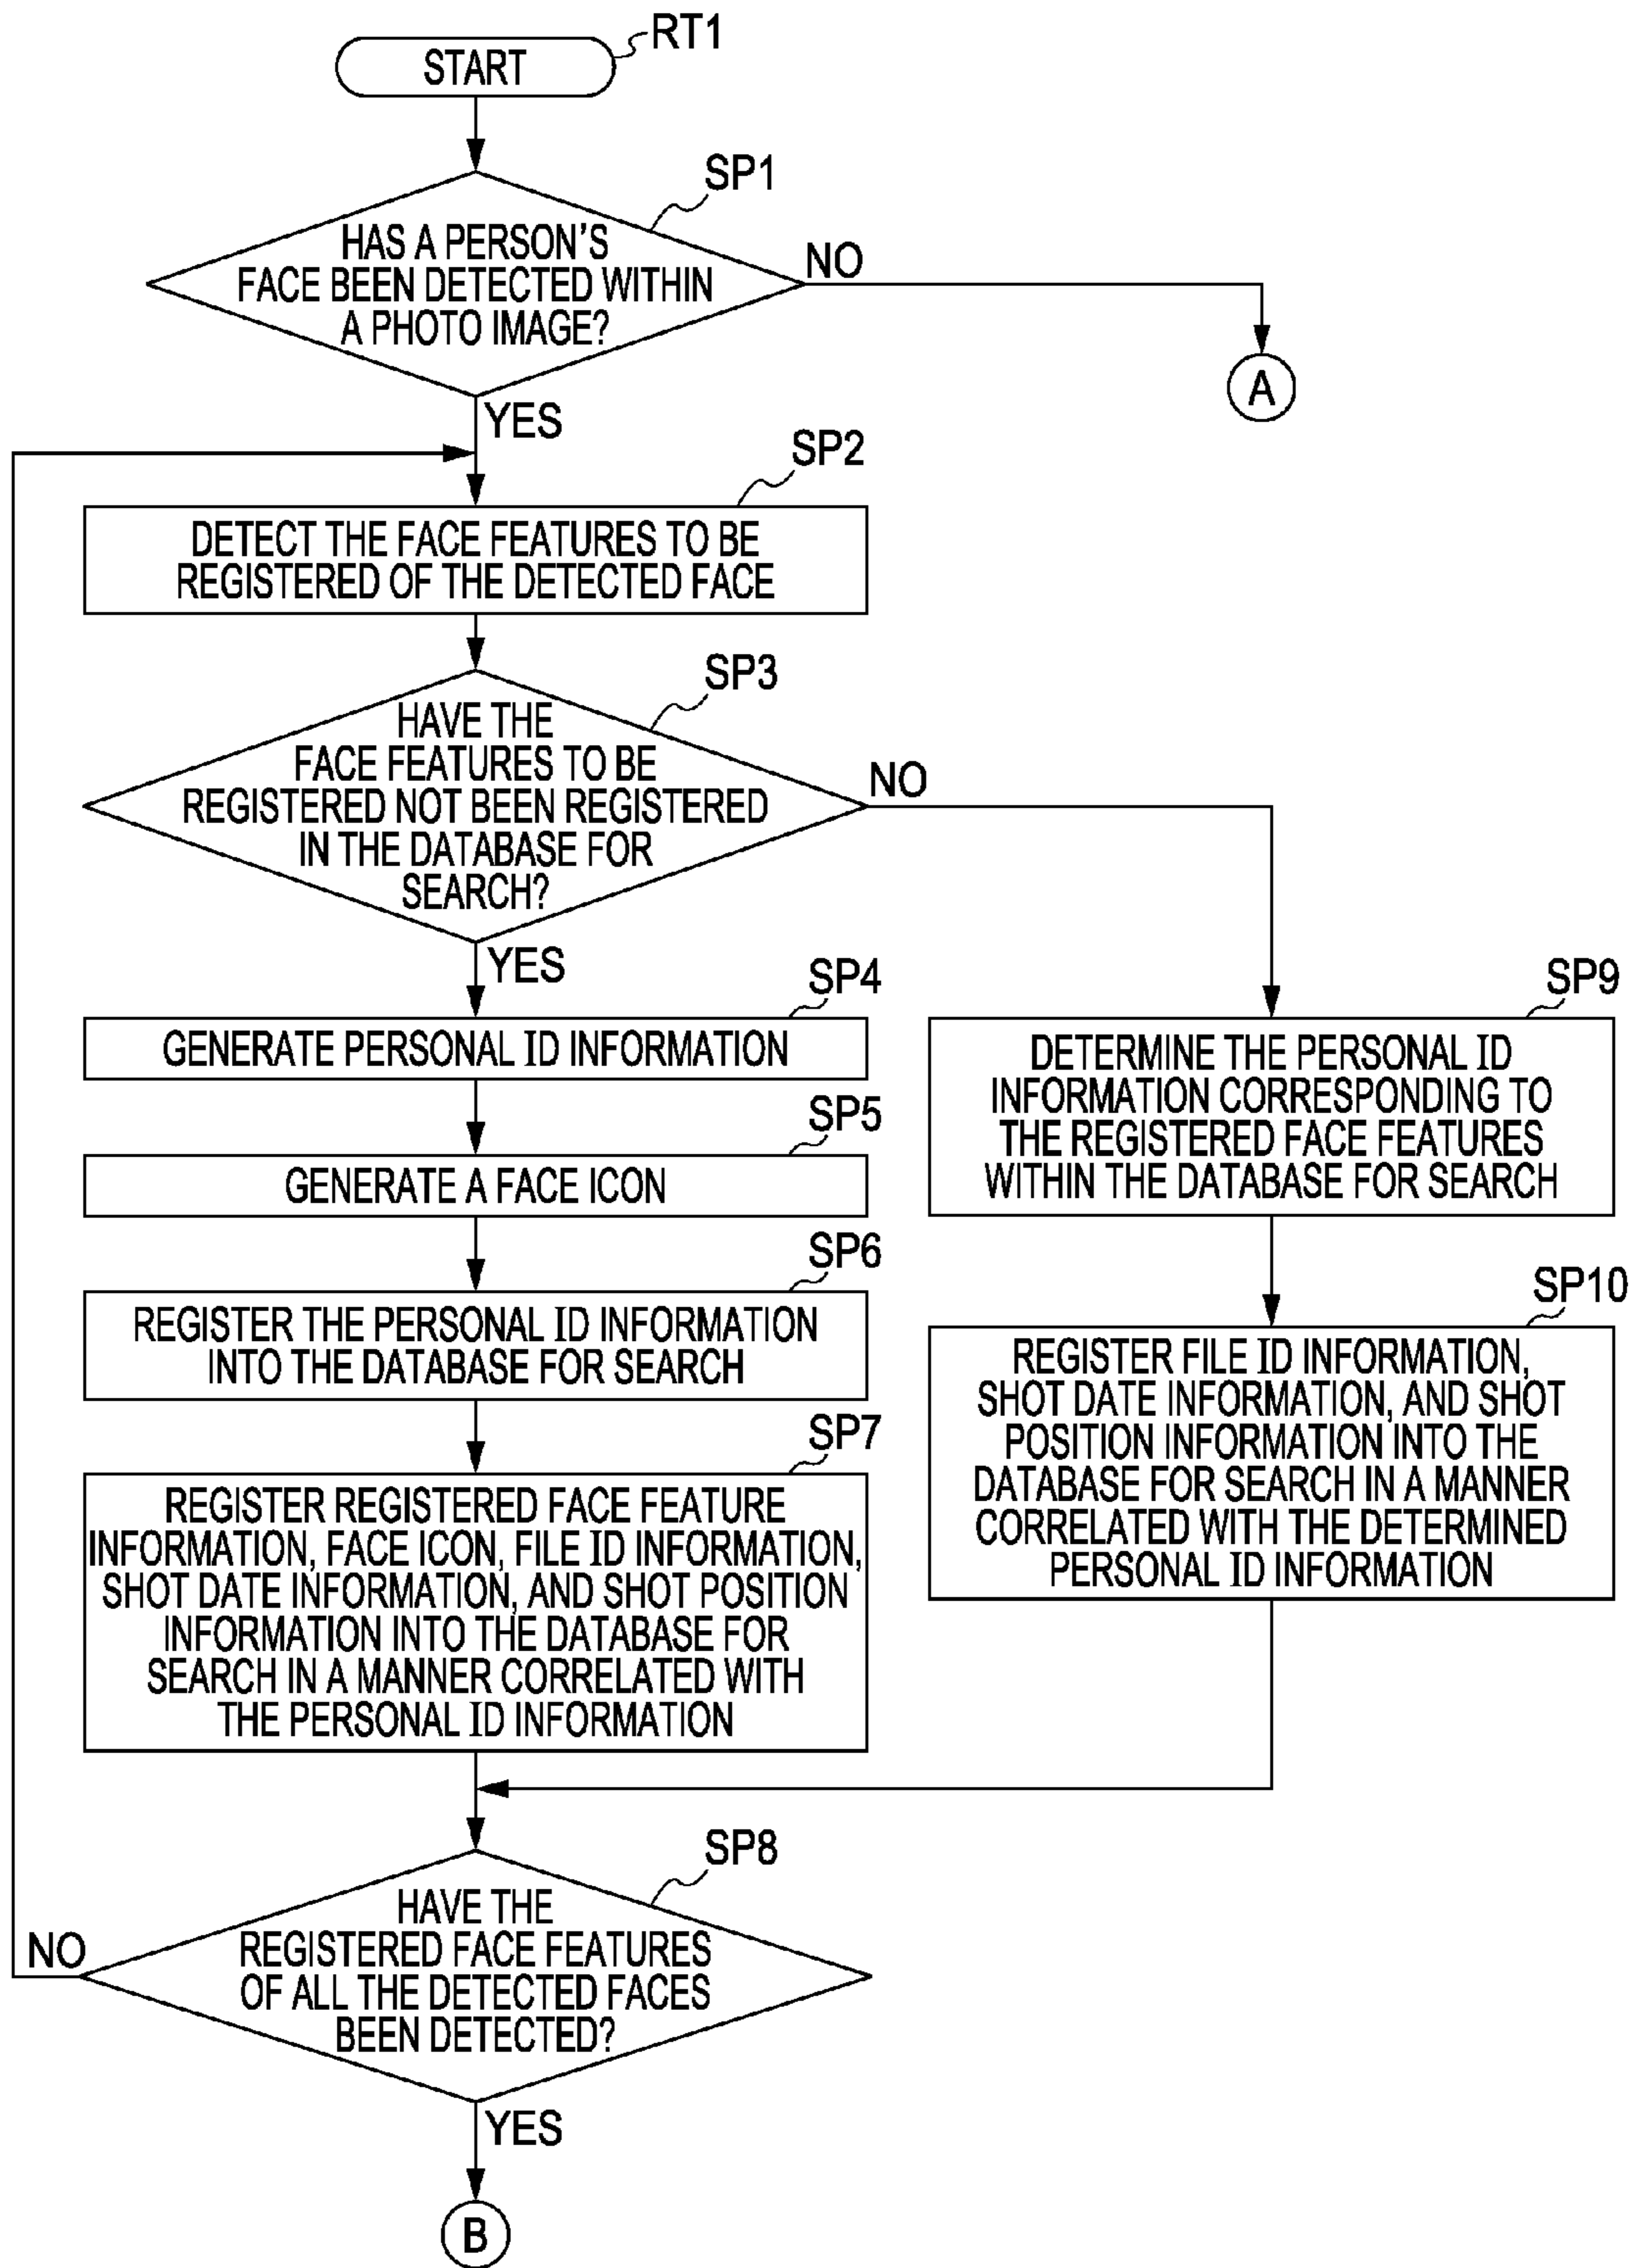 RT1
START
SP1
HAS A PERSON'S
FACE BEEN DETECTED WITHIN
A PHOTO IMAGE?
NO
A
YES
SP2
DETECT THE FACE FEATURES TO BE
REGISTERED OF THE DETECTED FACE
SP3
HAVE THE
FACE FEATURES TO BE
REGISTERED NOT BEEN REGISTERED
IN THE DATABASE FOR
SEARCH?
NO
YES
SP4
GENERATE PERSONAL ID INFORMATION
SP5
GENERATE A FACE ICON
SP6
REGISTER THE PERSONAL ID INFORMATION
INTO THE DATABASE FOR SEARCH
SP7
REGISTER REGISTERED FACE FEATURE
INFORMATION, FACE ICON, FILE ID INFORMATION,
SHOT DATE INFORMATION, AND SHOT POSITION
INFORMATION INTO THE DATABASE FOR
SEARCH IN A MANNER CORRELATED WITH
THE PERSONAL ID INFORMATION
SP9
DETERMINE THE PERSONAL ID
INFORMATION CORRESPONDING TO
THE REGISTERED FACE FEATURES
WITHIN THE DATABASE FOR SEARCH
SP10
REGISTER FILE ID INFORMATION,
SHOT DATE INFORMATION, AND SHOT
POSITION INFORMATION INTO THE
DATABASE FOR SEARCH IN A MANNER
CORRELATED WITH THE DETERMINED
PERSONAL ID INFORMATION
SP8
HAVE THE
REGISTERED FACE FEATURES
OF ALL THE DETECTED FACES
BEEN DETECTED?
NO
YES
B